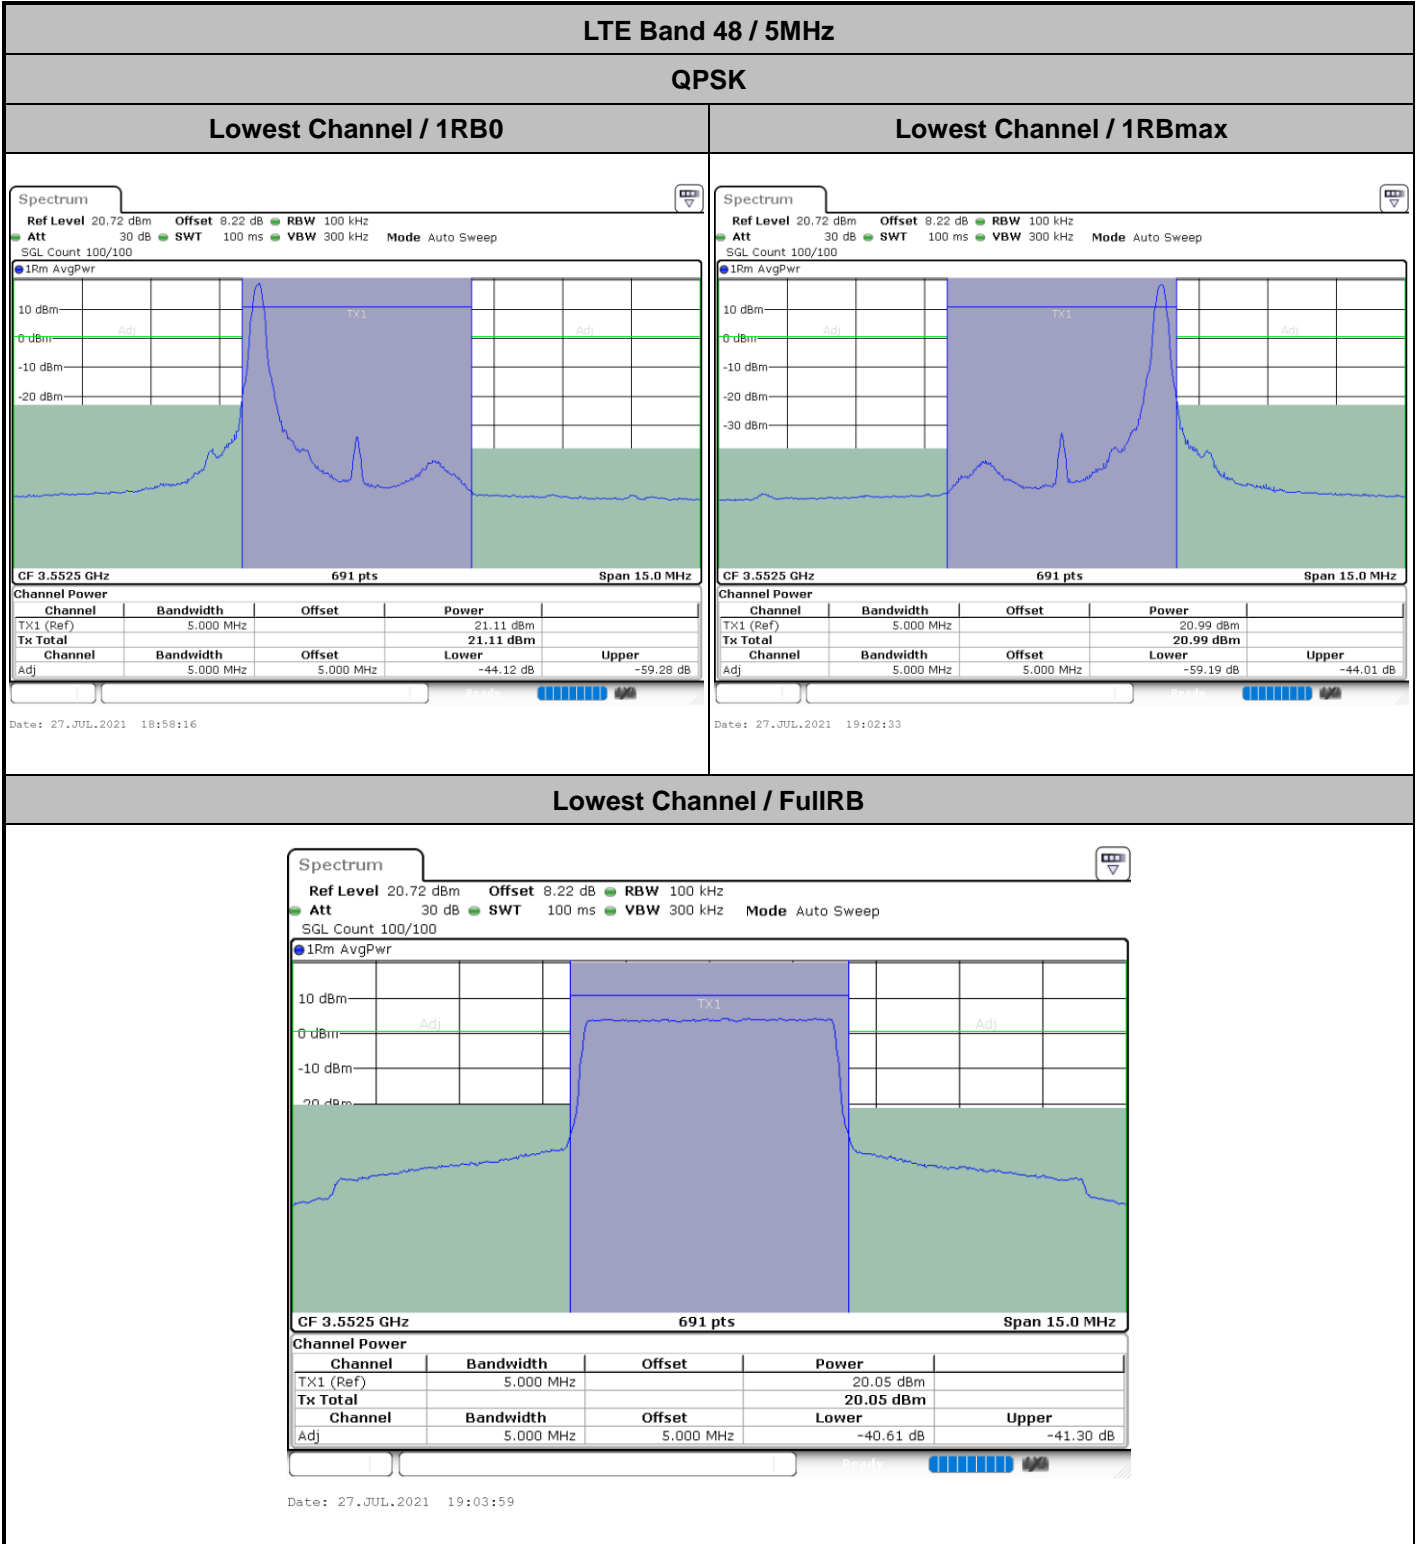 LTE Band 48 / 5MHz
QPSK
Lowest Channel / 1RB0
Lowest Channel / 1RBmax
Spectrum
Ref Level 20.72 dBm Offset 8.22 dB RBW 100 kHz
Att 30 dB SWT 100 ms VBW 300 kHz Mode Auto Sweep
SGL Count 100/100
1Rm AvgPwr
10 dBm
TX1
Adj
Adj
0 dBm
-10 dBm
-20 dBm
CF 3.5525 GHz 691 pts Span 15.0 MHz
Channel Power
Channel Bandwidth Offset Power
TX1 (Ref) 5.000 MHz 21.11 dBm
Tx Total 21.11 dBm
Channel Bandwidth Offset Lower Upper
Adj 5.000 MHz 5.000 MHz -44.12 dB -59.28 dB
Ready
Date: 27.JUL.2021 18:58:16
Spectrum
Ref Level 20.72 dBm Offset 8.22 dB RBW 100 kHz
Att 30 dB SWT 100 ms VBW 300 kHz Mode Auto Sweep
SGL Count 100/100
1Rm AvgPwr
10 dBm
TX1
Adj
Adj
0 dBm
-10 dBm
-20 dBm
-30 dBm
CF 3.5525 GHz 691 pts Span 15.0 MHz
Channel Power
Channel Bandwidth Offset Power
TX1 (Ref) 5.000 MHz 20.99 dBm
Tx Total 20.99 dBm
Channel Bandwidth Offset Lower Upper
Adj 5.000 MHz 5.000 MHz -59.19 dB -44.01 dB
Ready
Date: 27.JUL.2021 19:02:33
Lowest Channel / FullRB
Spectrum
Ref Level 20.72 dBm Offset 8.22 dB RBW 100 kHz
Att 30 dB SWT 100 ms VBW 300 kHz Mode Auto Sweep
SGL Count 100/100
1Rm AvgPwr
10 dBm
TX1
Adj
Adj
0 dBm
-10 dBm
-20 dBm
CF 3.5525 GHz 691 pts Span 15.0 MHz
Channel Power
Channel Bandwidth Offset Power
TX1 (Ref) 5.000 MHz 20.05 dBm
Tx Total 20.05 dBm
Channel Bandwidth Offset Lower Upper
Adj 5.000 MHz 5.000 MHz -40.61 dB -41.30 dB
Ready
Date: 27.JUL.2021 19:03:59